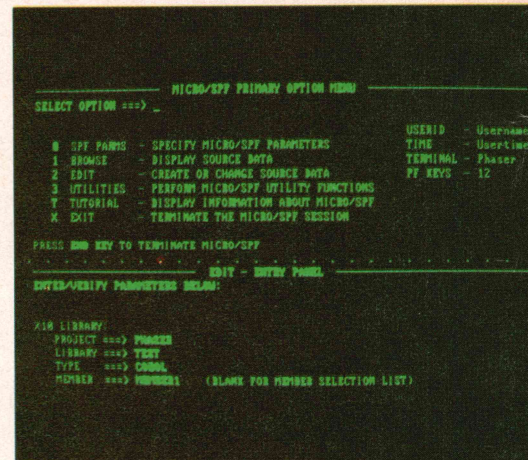 MICRO/SPF PRIMARY OPTION MENU
SELECT OPTION ===> _
USERID - Username
0 SPF PARMS - SPECIFY MICRO/SPF PARAMETERS TIME - Usertime
1 BROWSE - DISPLAY SOURCE DATA TERMINAL - Phaser
2 EDIT - CREATE OR CHANGE SOURCE DATA PF KEYS - 12
3 UTILITIES - PERFORM MICRO/SPF UTILITY FUNCTIONS
T TUTORIAL - DISPLAY INFORMATION ABOUT MICRO/SPF
X EXIT - TERMINATE THE MICRO/SPF SESSION
PRESS END KEY TO TERMINATE MICRO/SPF
EDIT - ENTRY PANEL
ENTER/VERIFY PARAMETERS BELOW:
X10 LIBRARY:
PROJECT ===> PHASER
LIBRARY ===> TEST
TYPE ===> COBOL
MEMBER ===> MEMBER1 (BLANK FOR MEMBER SELECTION LIST)